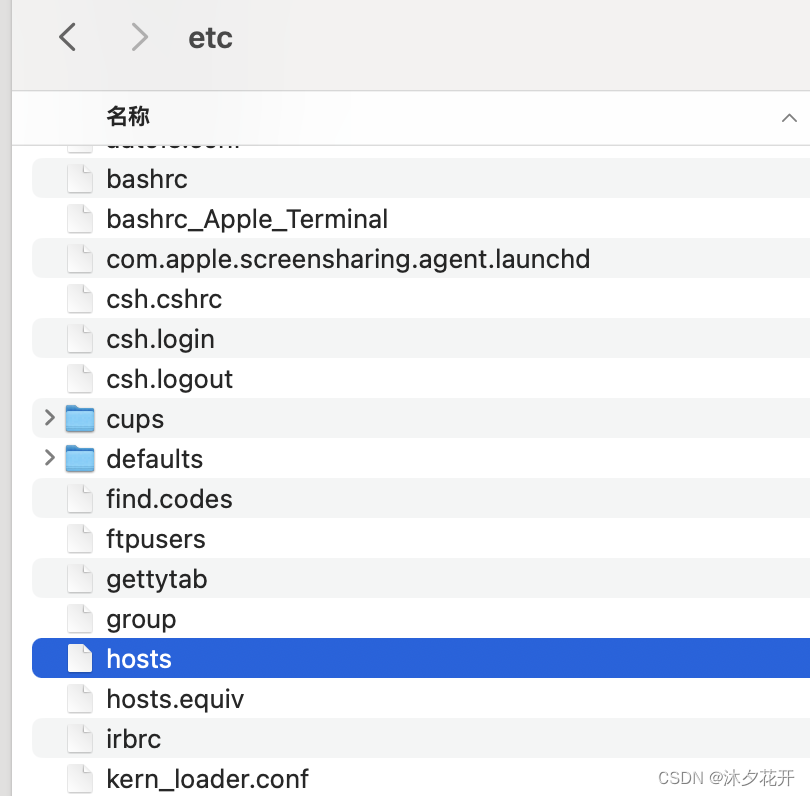 etc
名称
bashrc
bashrc_Apple_Terminal
com.apple.screensharing.agent.launchd
csh.cshrc
csh.login
csh.logout
cups
defaults
find.codes
ftpusers
gettytab
group
hosts
hosts.equiv
irbrc
kern_loader.conf
CSDN @沐夕花开